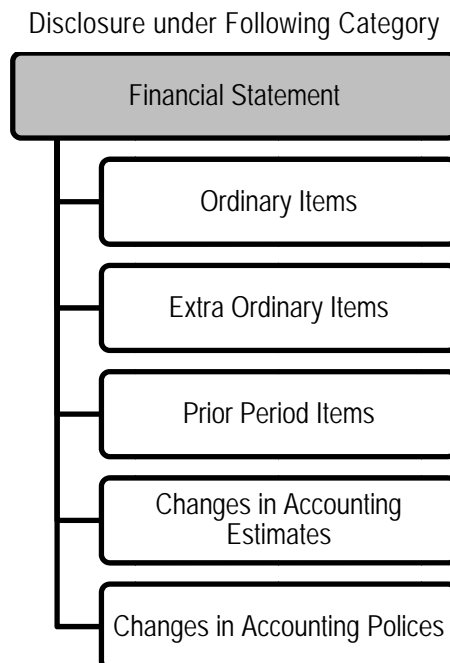 Disclosure under Following Category
Financial Statement
Ordinary Items
Extra Ordinary Items
Prior Period Items
Changes in Accounting
Estimates
Changes in Accounting Polices